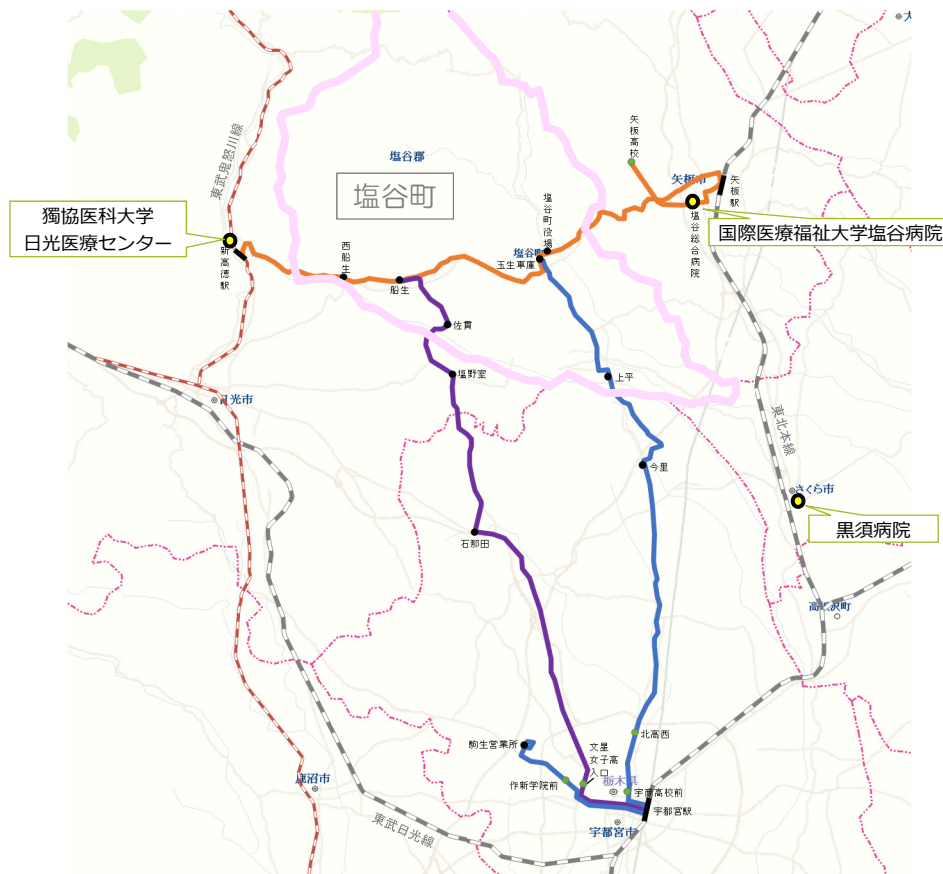 東武鬼怒川線
塩谷郡
塩谷町
矢板高校
矢板市
矢板駅
獨協医科大学
日光医療センター
新高徳駅
西船生
船生
塩谷町役場
玉生車庫
塩谷総合病院
国際医療福祉大学塩谷病院
佐貫
塩野室
上平
日光市
東北本線
今里
さくら市
黒須病院
石那田
高根沢町
北高西
駒生営業所
文星
女子高
入口
作新学院前
栃木県
宇商高校前
宇都宮駅
宇都宮市
鹿沼市
東武日光線